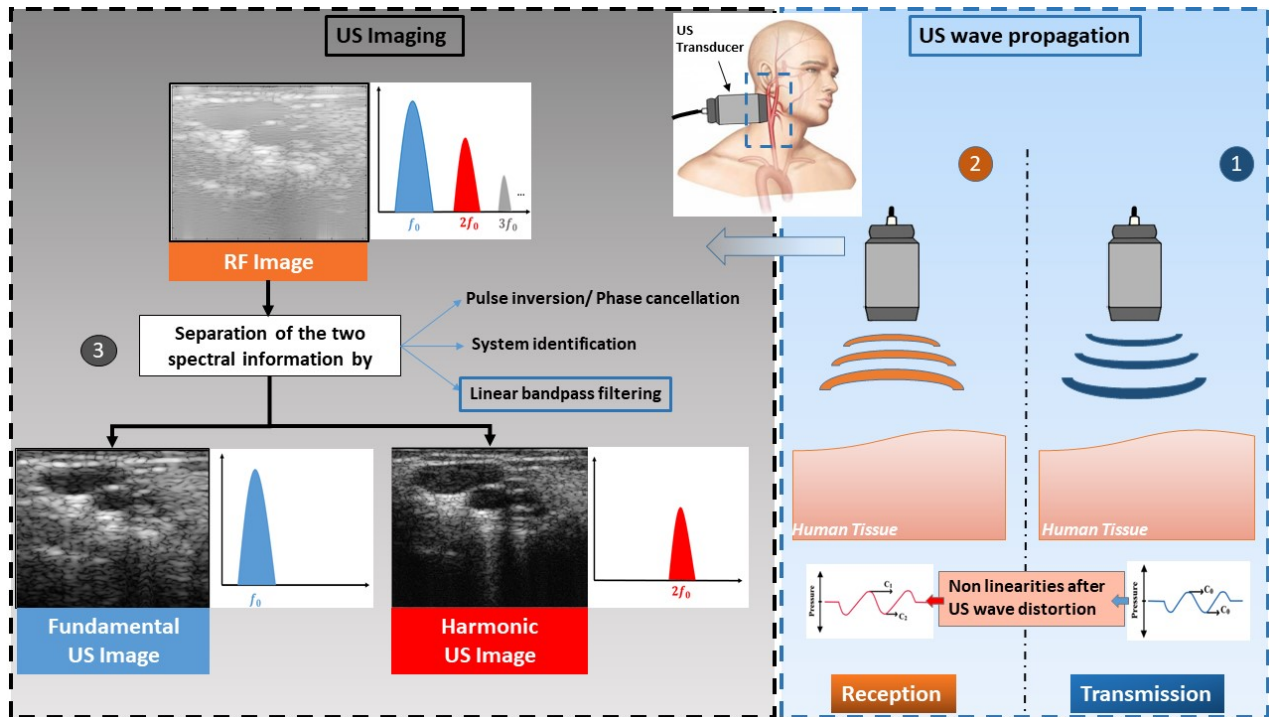 US Imaging
US
Transducer
US wave propagation
f₀
2f₀
3f₀
...
RF Image
2
1
3
Separation of the two
spectral information by
Pulse inversion/ Phase cancellation
System identification
Linear bandpass filtering
f₀
2f₀
Fundamental
US Image
Harmonic
US Image
Human Tissue
Human Tissue
Pressure
C₁
C₂
Non linearities after
US wave distortion
Pressure
C₀
C₀
Reception
Transmission